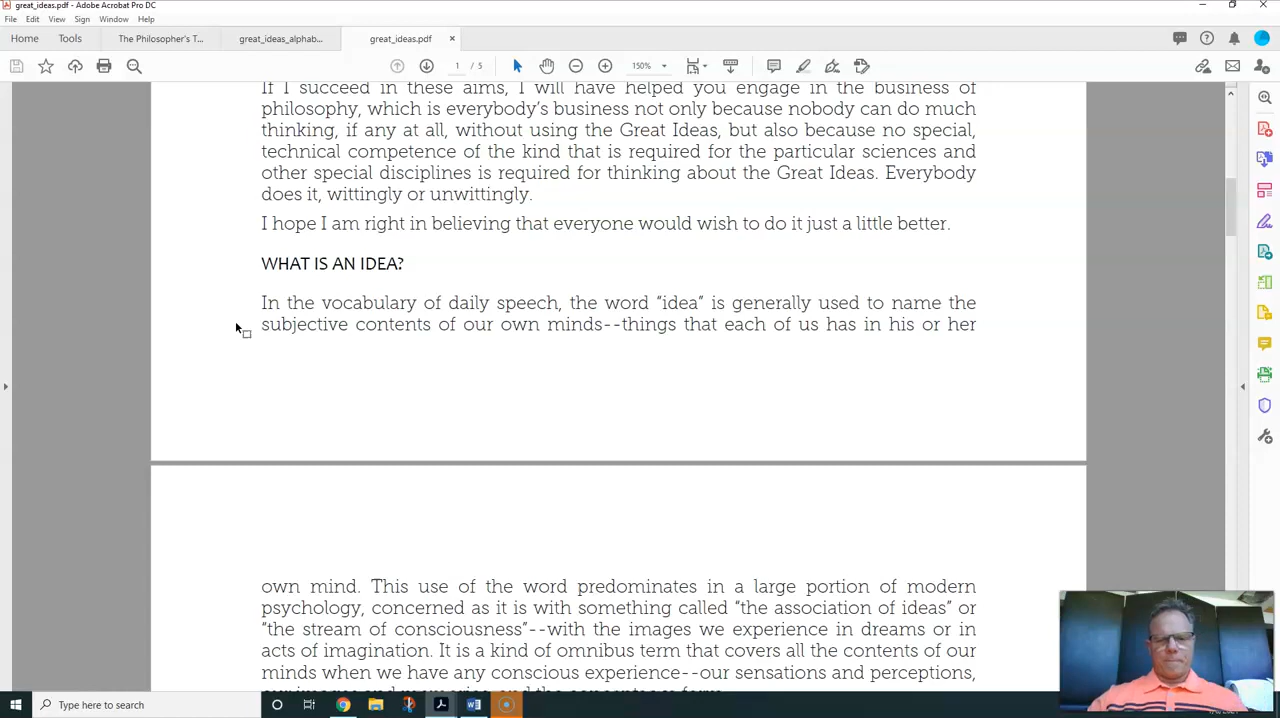 great_ideas.pdf - Adobe Acrobat Pro DC
File Edit View Sign Window Help
Home Tools The Philosopher's T... great_ideas_alphab... great_ideas.pdf ×
1 / 5 150%
If I succeed in these aims, I will have helped you engage in the business of
philosophy, which is everybody's business not only because nobody can do much
thinking, if any at all, without using the Great Ideas, but also because no special,
technical competence of the kind that is required for the particular sciences and
other special disciplines is required for thinking about the Great Ideas. Everybody
does it, wittingly or unwittingly.
I hope I am right in believing that everyone would wish to do it just a little better.
WHAT IS AN IDEA?
In the vocabulary of daily speech, the word “idea” is generally used to name the
subjective contents of our own minds--things that each of us has in his or her
own mind. This use of the word predominates in a large portion of modern
psychology, concerned as it is with something called “the association of ideas” or
“the stream of consciousness”--with the images we experience in dreams or in
acts of imagination. It is a kind of omnibus term that covers all the contents of our
minds when we have any conscious experience--our sensations and perceptions,
Type here to search